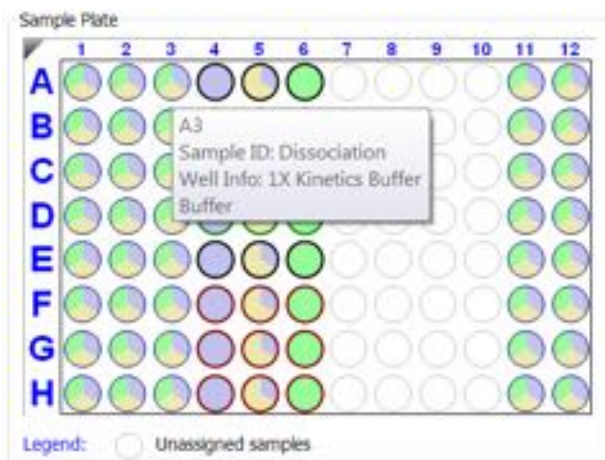 Sample Plate
1 2 3 4 5 6 7 8 9 10 11 12
A
B
A3
Sample ID: Dissociation
C
Well Info: 1X Kinetics Buffer
D
Buffer
E
F
G
H
Legend: Unassigned samples